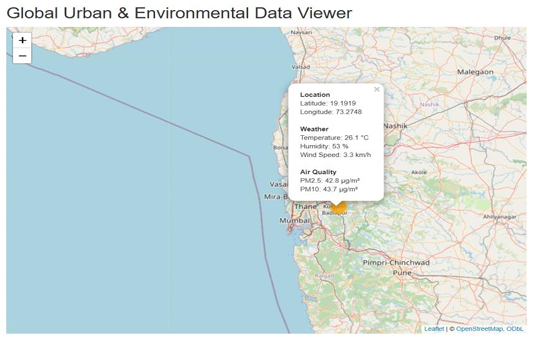 Global Urban & Environmental Data Viewer
+
−
Navsari
Dhule
Valsad
Malegaon
×
Location
Latitude: 19.1919
Longitude: 73.2748
Weather
Temperature: 26.1 °C
Humidity: 53 %
Wind Speed: 3.3 km/h
Air Quality
PM2.5: 42.8 µg/m³
PM10: 43.7 µg/m³
Nashik
Nashik
Akole
Vasai
Mira-B
Thane
Badlapur
Mumbai
Ahilyanagar
Pimpri-Chinchwad
Pune
Raigad
Leaflet | © OpenStreetMap, ODbL